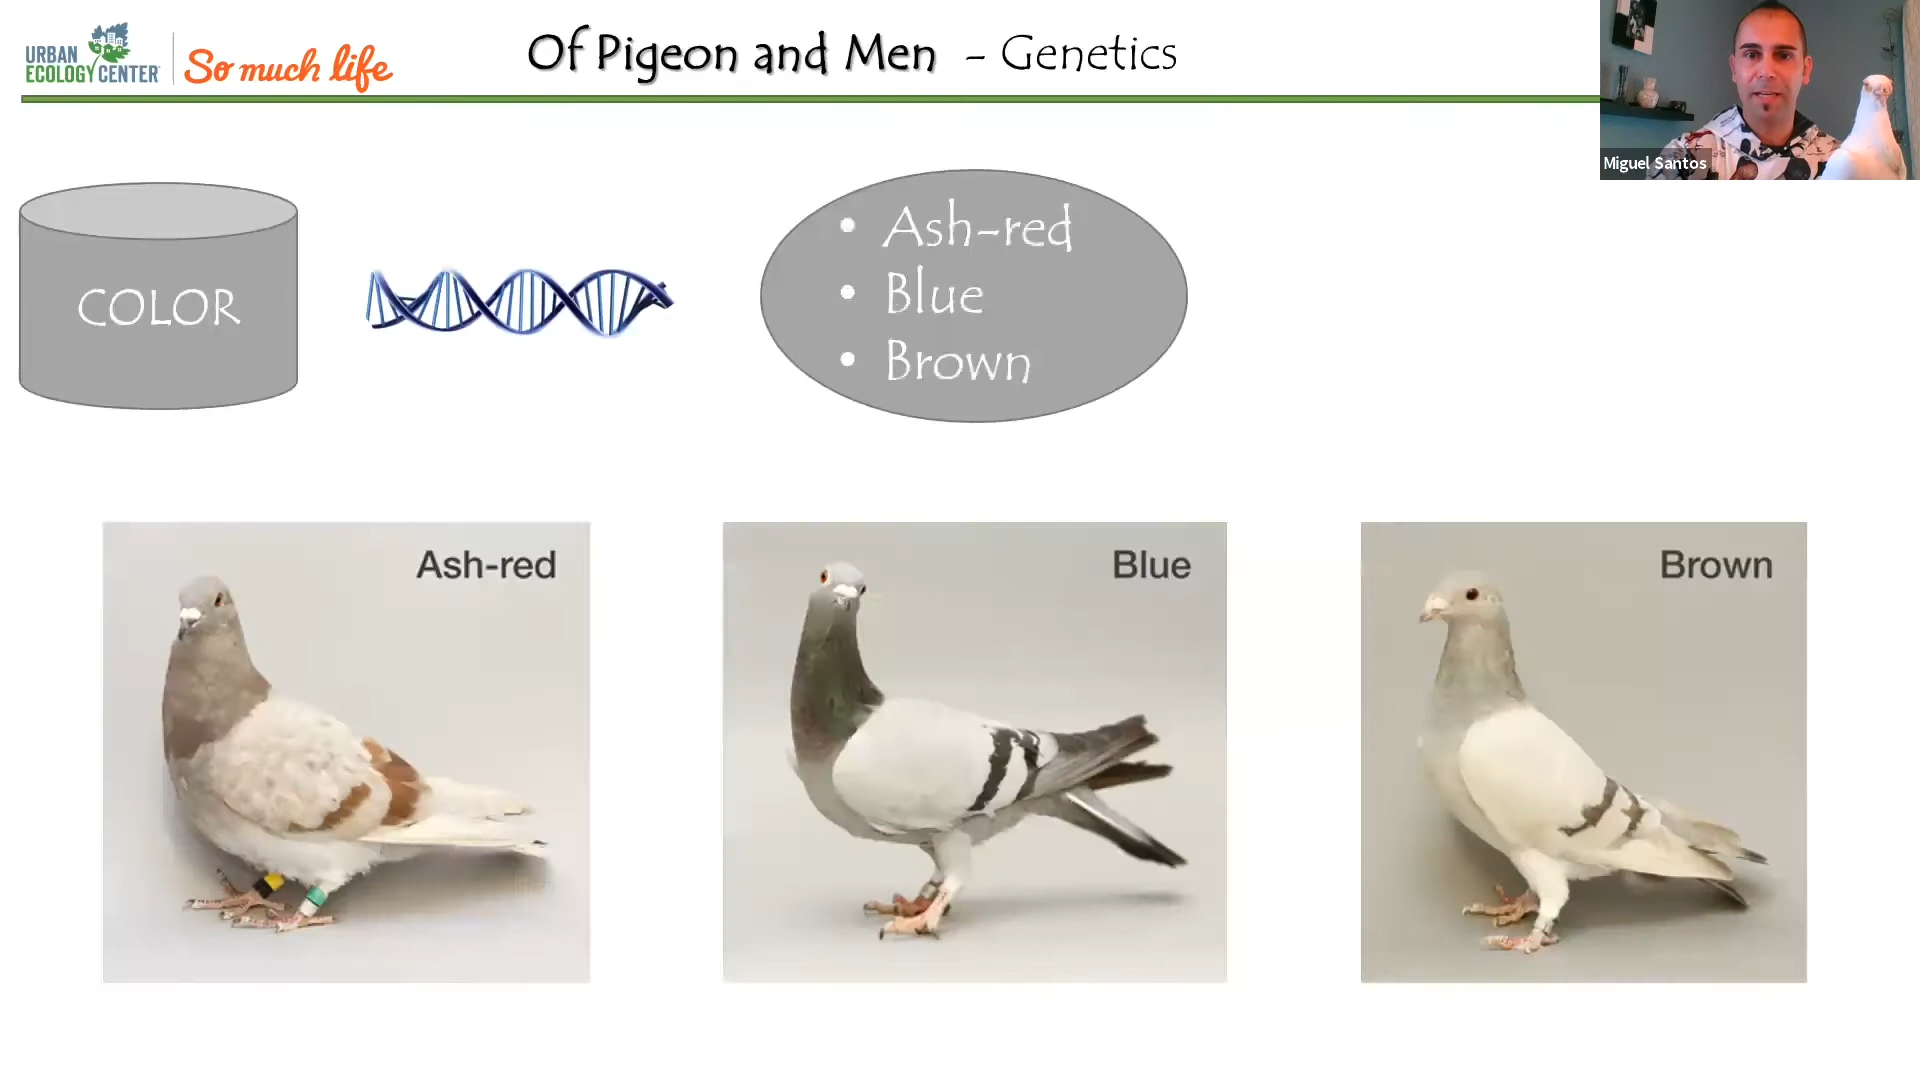 URBAN
ECOLOGY CENTER
So much life
Of Pigeon and Men - Genetics
Miguel Santos
COLOR
• Ash-red
• Blue
• Brown
Ash-red
Blue
Brown